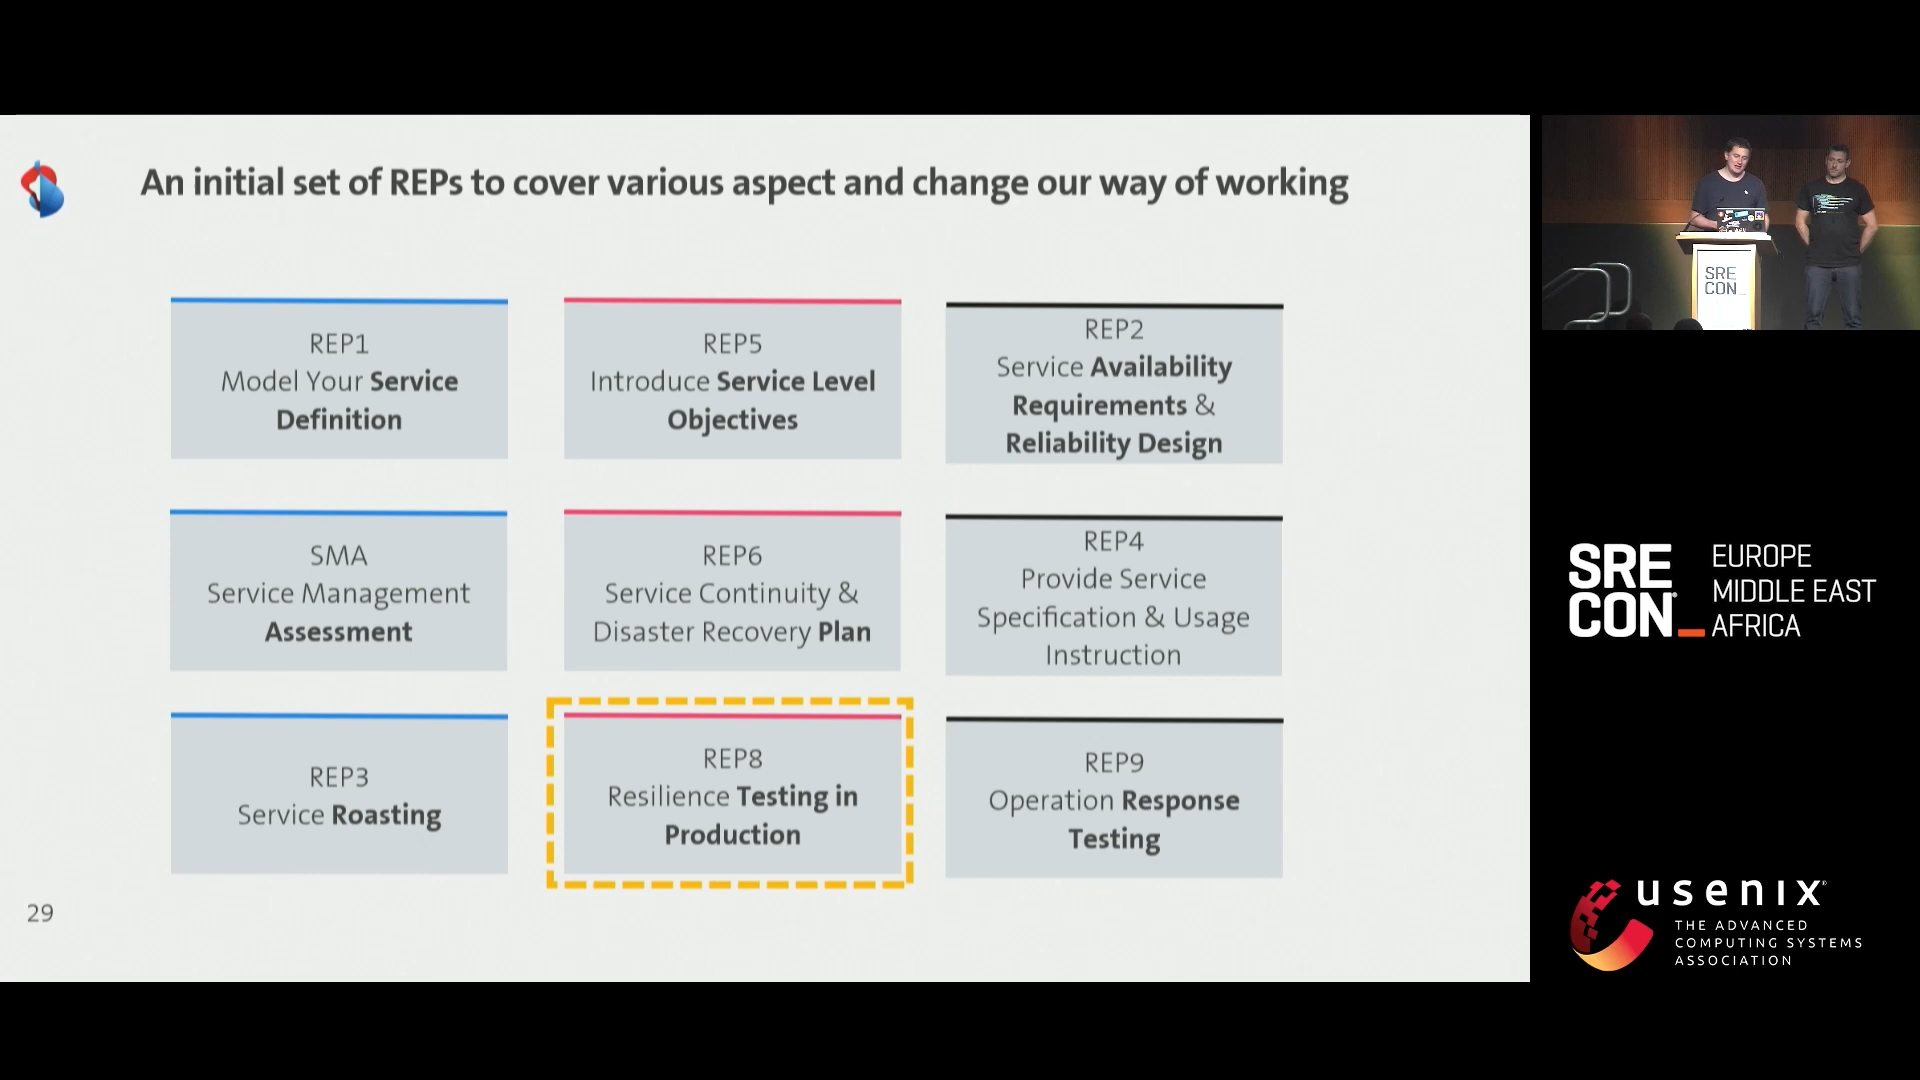 An initial set of REPs to cover various aspect and change our way of working
REP1
Model Your Service
Definition
REP5
Introduce Service Level
Objectives
REP2
Service Availability
Requirements &
Reliability Design
SMA
Service Management
Assessment
REP6
Service Continuity &
Disaster Recovery Plan
REP4
Provide Service
Specification & Usage
Instruction
REP3
Service Roasting
REP8
Resilience Testing in
Production
REP9
Operation Response
Testing
29
SRE
CON_
SRE
CON_
EUROPE
MIDDLE EAST
AFRICA
usenix
THE ADVANCED
COMPUTING SYSTEMS
ASSOCIATION